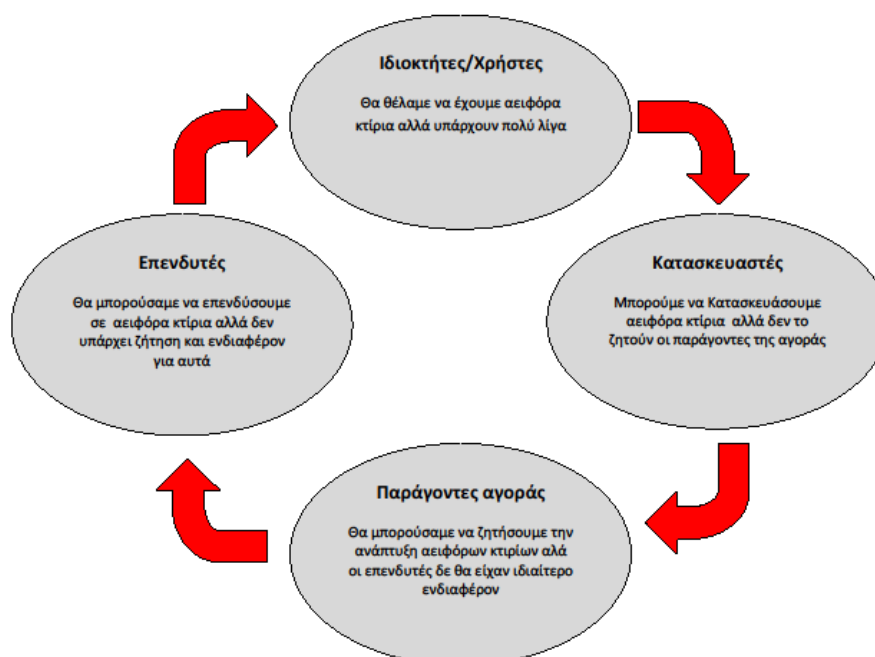 Ιδιοκτήτες/Χρήστες
Θα θέλαμε να έχουμε αειφόρα
κτίρια αλλά υπάρχουν πολύ λίγα
Επενδυτές
Θα μπορούσαμε να επενδύσουμε
σε αειφόρα κτίρια αλλά δεν
υπάρχει ζήτηση και ενδιαφέρον
για αυτά
Κατασκευαστές
Μπορούμε να Κατασκευάσουμε
αειφόρα κτίρια αλλά δεν το
ζητούν οι παράγοντες της αγοράς
Παράγοντες αγοράς
Θα μπορούσαμε να ζητήσουμε την
ανάπτυξη αειφόρων κτιρίων αλά
οι επενδυτές δε θα είχαν ιδιαίτερο
ενδιαφέρον